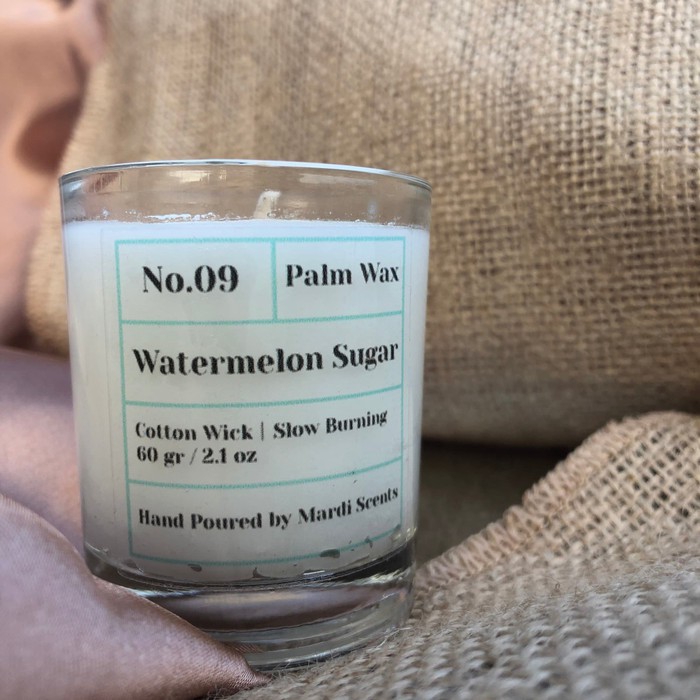 No.09
Palm Wax
Watermelon Sugar
Cotton Wick | Slow Burning
60 gr / 2.1 oz
Hand Poured by Mardi Scents